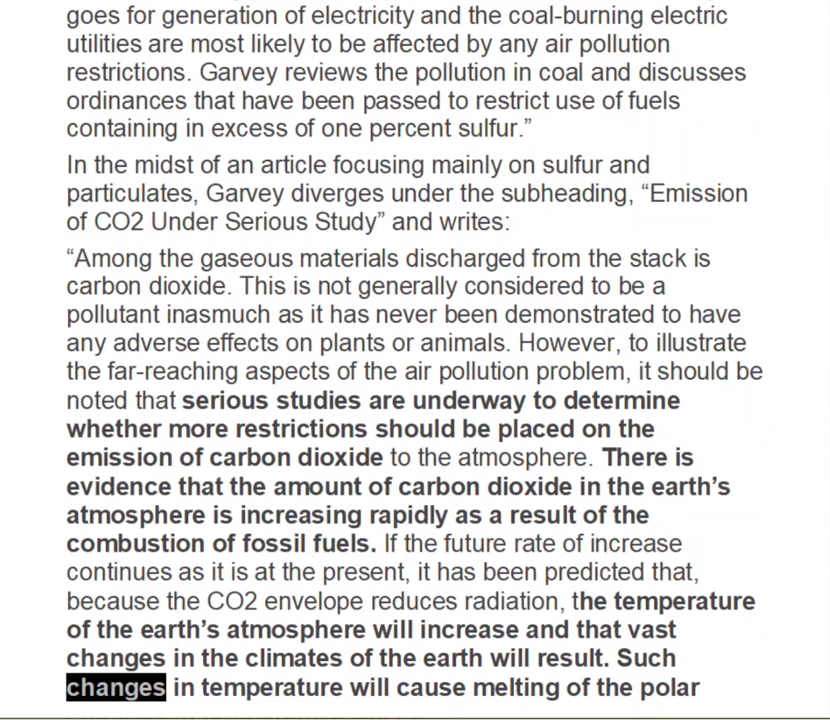 goes for generation of electricity and the coal-burning electric
utilities are most likely to be affected by any air pollution
restrictions. Garvey reviews the pollution in coal and discusses
ordinances that have been passed to restrict use of fuels
containing in excess of one percent sulfur.”
In the midst of an article focusing mainly on sulfur and
particulates, Garvey diverges under the subheading, “Emission
of CO2 Under Serious Study” and writes:
“Among the gaseous materials discharged from the stack is
carbon dioxide. This is not generally considered to be a
pollutant inasmuch as it has never been demonstrated to have
any adverse effects on plants or animals. However, to illustrate
the far-reaching aspects of the air pollution problem, it should be
noted that serious studies are underway to determine
whether more restrictions should be placed on the
emission of carbon dioxide to the atmosphere. There is
evidence that the amount of carbon dioxide in the earth’s
atmosphere is increasing rapidly as a result of the
combustion of fossil fuels. If the future rate of increase
continues as it is at the present, it has been predicted that,
because the CO2 envelope reduces radiation, the temperature
of the earth’s atmosphere will increase and that vast
changes in the climates of the earth will result. Such
changes in temperature will cause melting of the polar